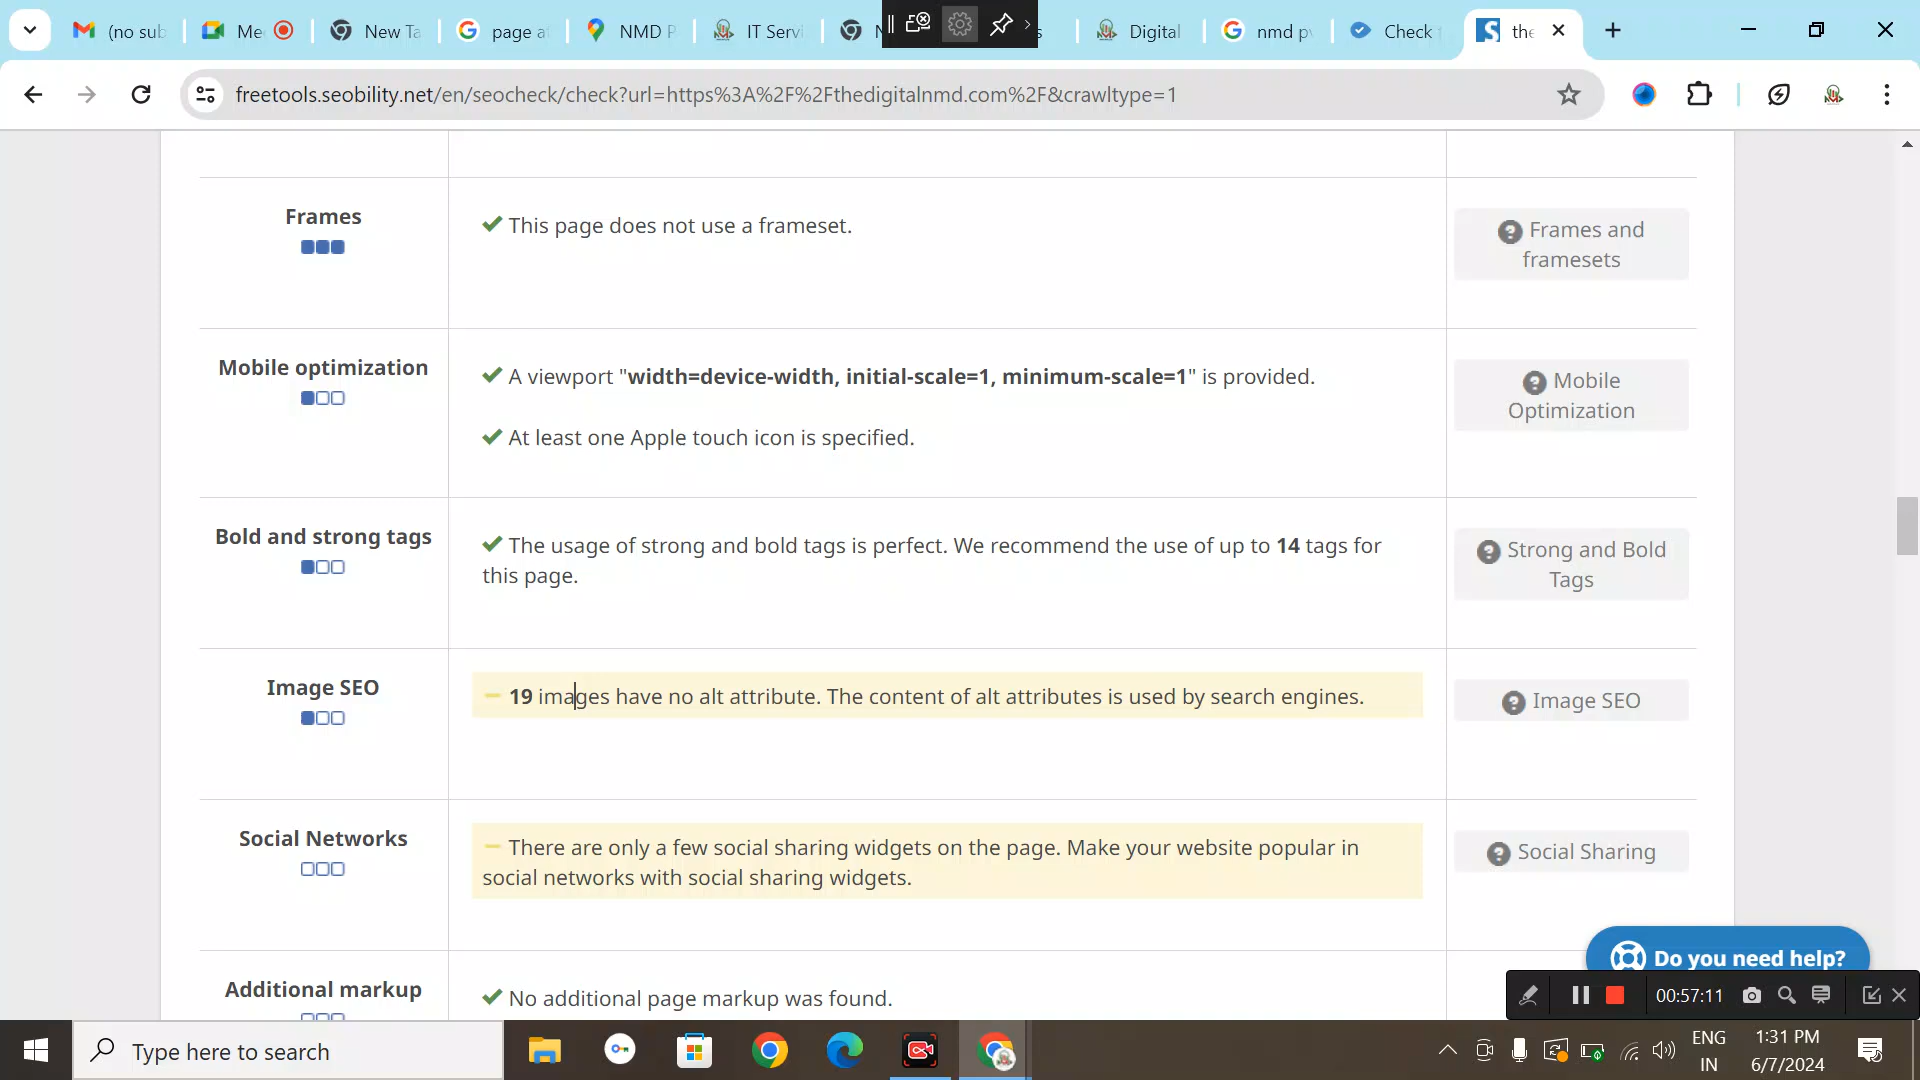 (no sub
Me
New Ta
page a
NMD P
IT Servi
Digital
nmd p
Check
the
freetools.seobility.net/en/seocheck/check?url=https%3A%2F%2Fthedigitalnmd.com%2F&crawltype=1
Frames
This page does not use a frameset.
Frames and
framesets
Mobile optimization
A viewport "width=device-width, initial-scale=1, minimum-scale=1" is provided.
At least one Apple touch icon is specified.
Mobile
Optimization
Bold and strong tags
The usage of strong and bold tags is perfect. We recommend the use of up to 14 tags for
this page.
Strong and Bold
Tags
Image SEO
19 images have no alt attribute. The content of alt attributes is used by search engines.
Image SEO
Social Networks
There are only a few social sharing widgets on the page. Make your website popular in
social networks with social sharing widgets.
Social Sharing
Additional markup
No additional page markup was found.
Do you need help?
00:57:11
Type here to search
ENG
IN
1:31 PM
6/7/2024